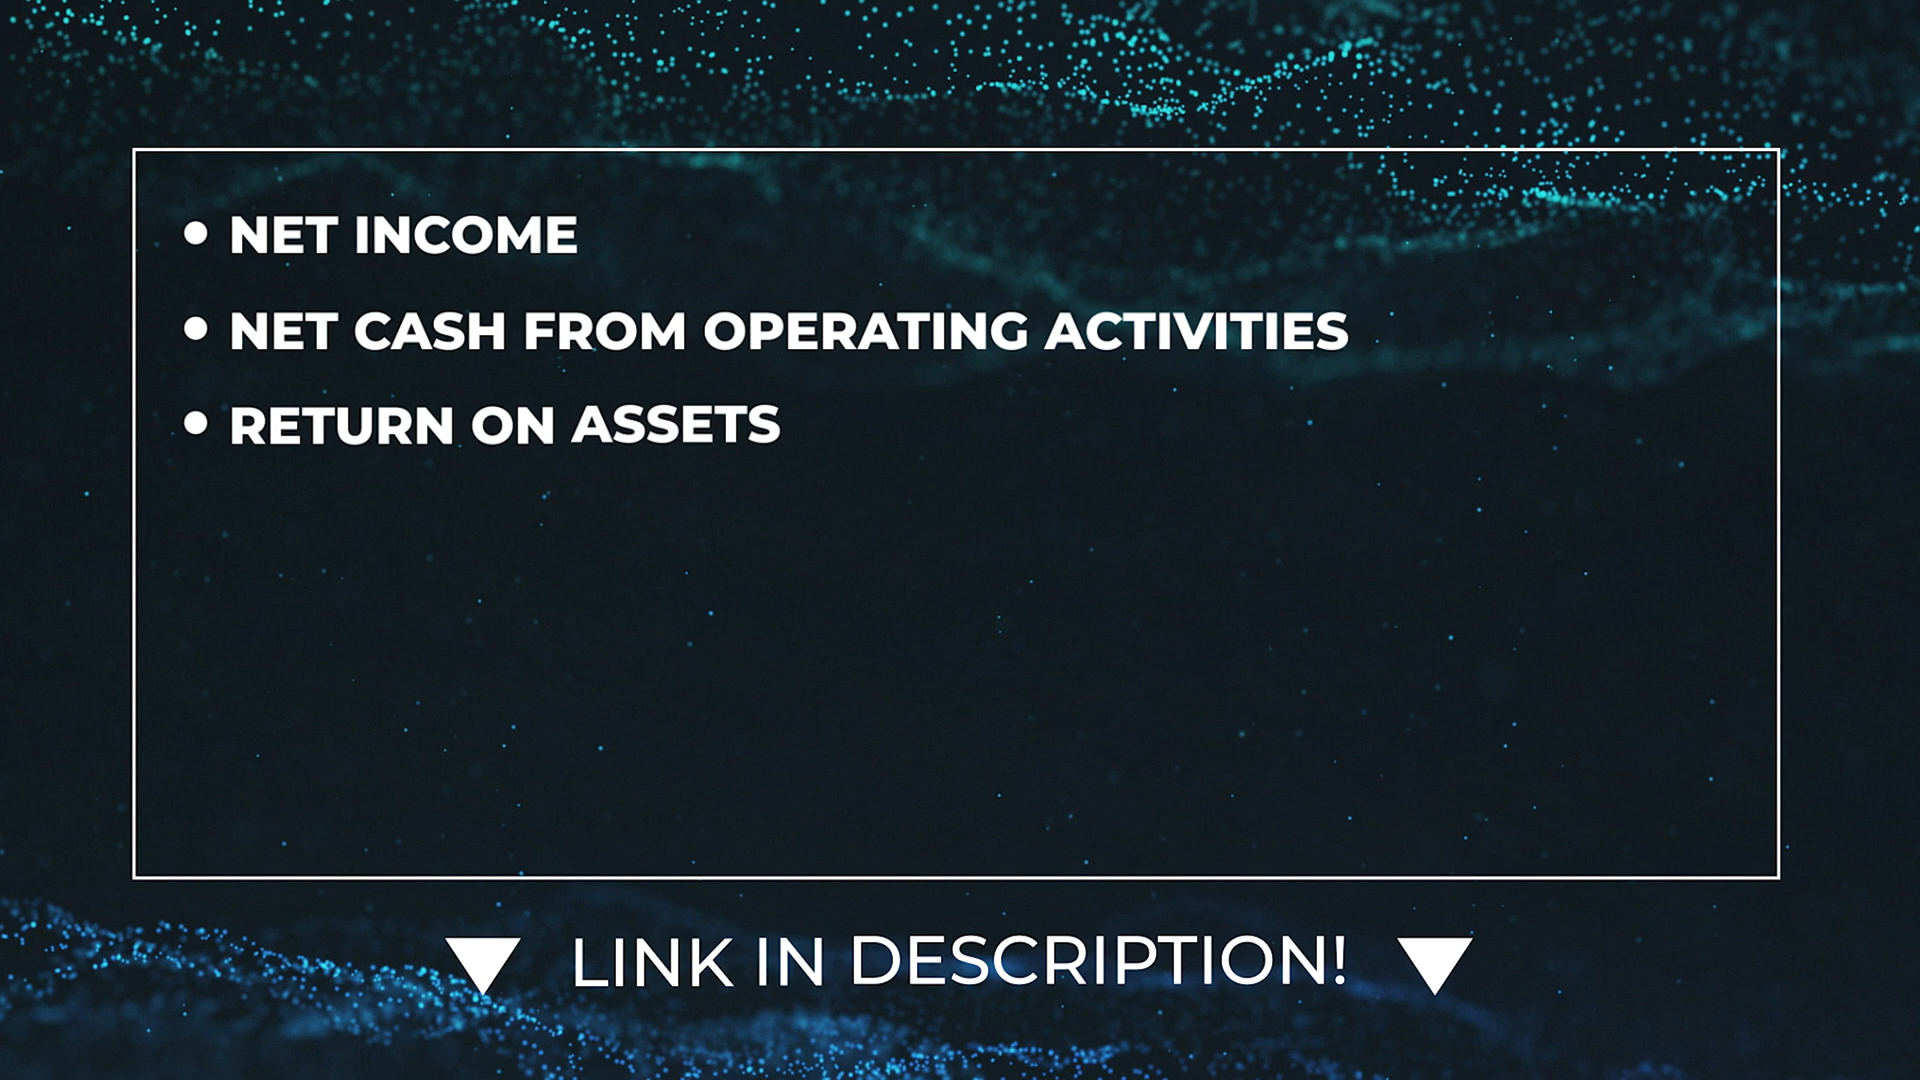 • NET INCOME
• NET CASH FROM OPERATING ACTIVITIES
• RETURN ON ASSETS
▼ LINK IN DESCRIPTION! ▼